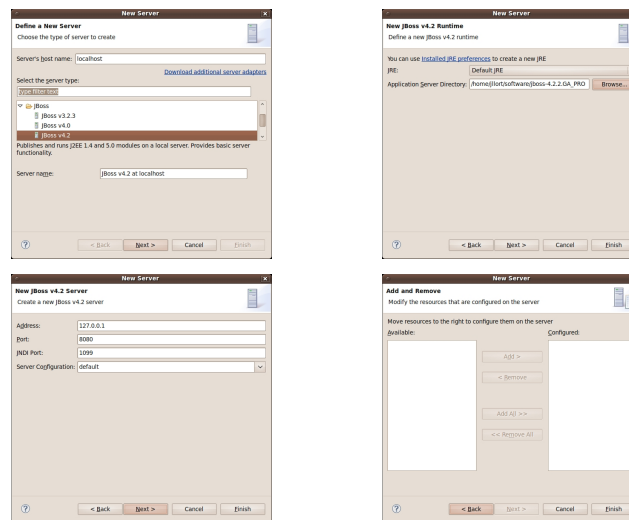 New Server
Define a New Server
Choose the type of server to create
Server's host name: localhost
Download additional server adapters
Select the server type:
type filter text
JBoss
JBoss v3.2.3
JBoss v4.0
JBoss v4.2
Publishes and runs J2EE 1.4 and 5.0 modules on a local server. Provides basic server
functionality.
Server name: JBoss v4.2 at localhost
< Back Next > Cancel Finish
New Server
New JBoss v4.2 Runtime
Define a new JBoss v4.2 runtime
You can use Installed JRE preferences to create a new JRE
JRE: Default JRE
Application Server Directory: /home/jllort/software/jboss-4.2.2.GA_PRO Browse...
< Back Next > Cancel Finish
New Server
New JBoss v4.2 Server
Create a new JBoss v4.2 server
Address: 127.0.0.1
Port: 8080
JNDI Port: 1099
Server Configuration: default
< Back Next > Cancel Finish
New Server
Add and Remove
Modify the resources that are configured on the server
Move resources to the right to configure them on the server
Available: Configured:
Add >
< Remove
Add All >>
<< Remove All
< Back Next > Cancel Finish